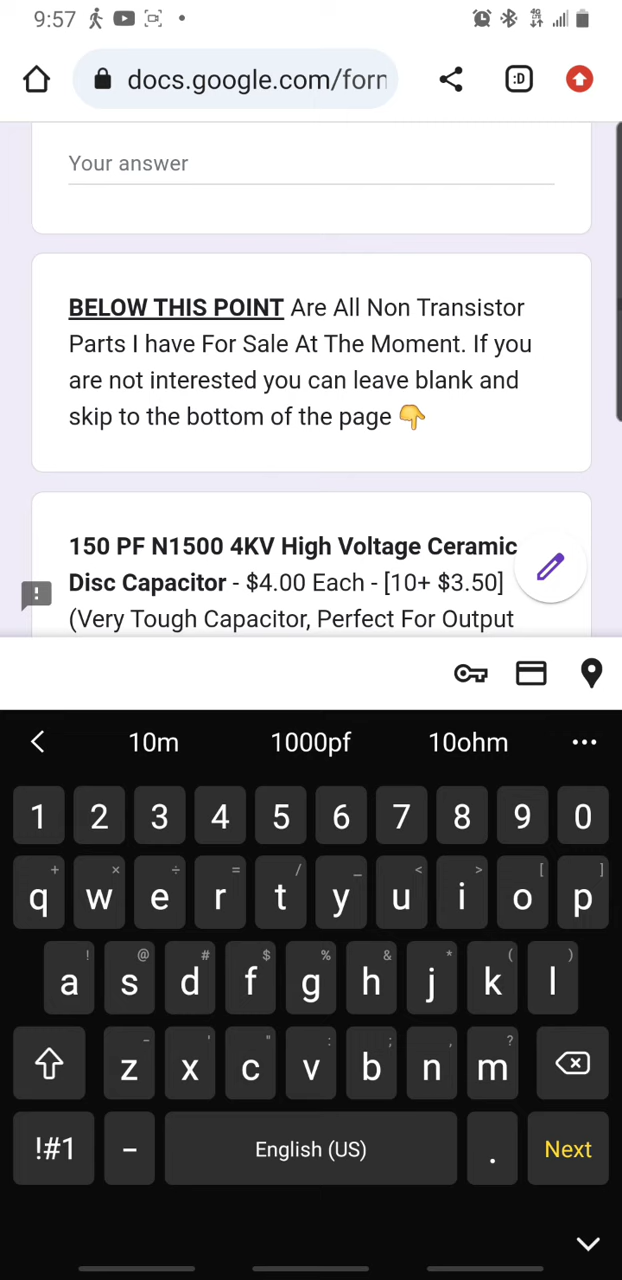 9:57
docs.google.com/forn
:D
Your answer
BELOW THIS POINT Are All Non Transistor
Parts I have For Sale At The Moment. If you
are not interested you can leave blank and
skip to the bottom of the page 👇
150 PF N1500 4KV High Voltage Ceramic
Disc Capacitor - $4.00 Each - [10+ $3.50]
(Very Tough Capacitor, Perfect For Output
10m 1000pf 10ohm ...
1 2 3 4 5 6 7 8 9 0
+ × ÷ = / _ < > [ ]
q w e r t y u i o p
! @ # $ % & * ( )
a s d f g h j k l
- ' " : ; , ?
z x c v b n m
!#1 - English (US) . Next